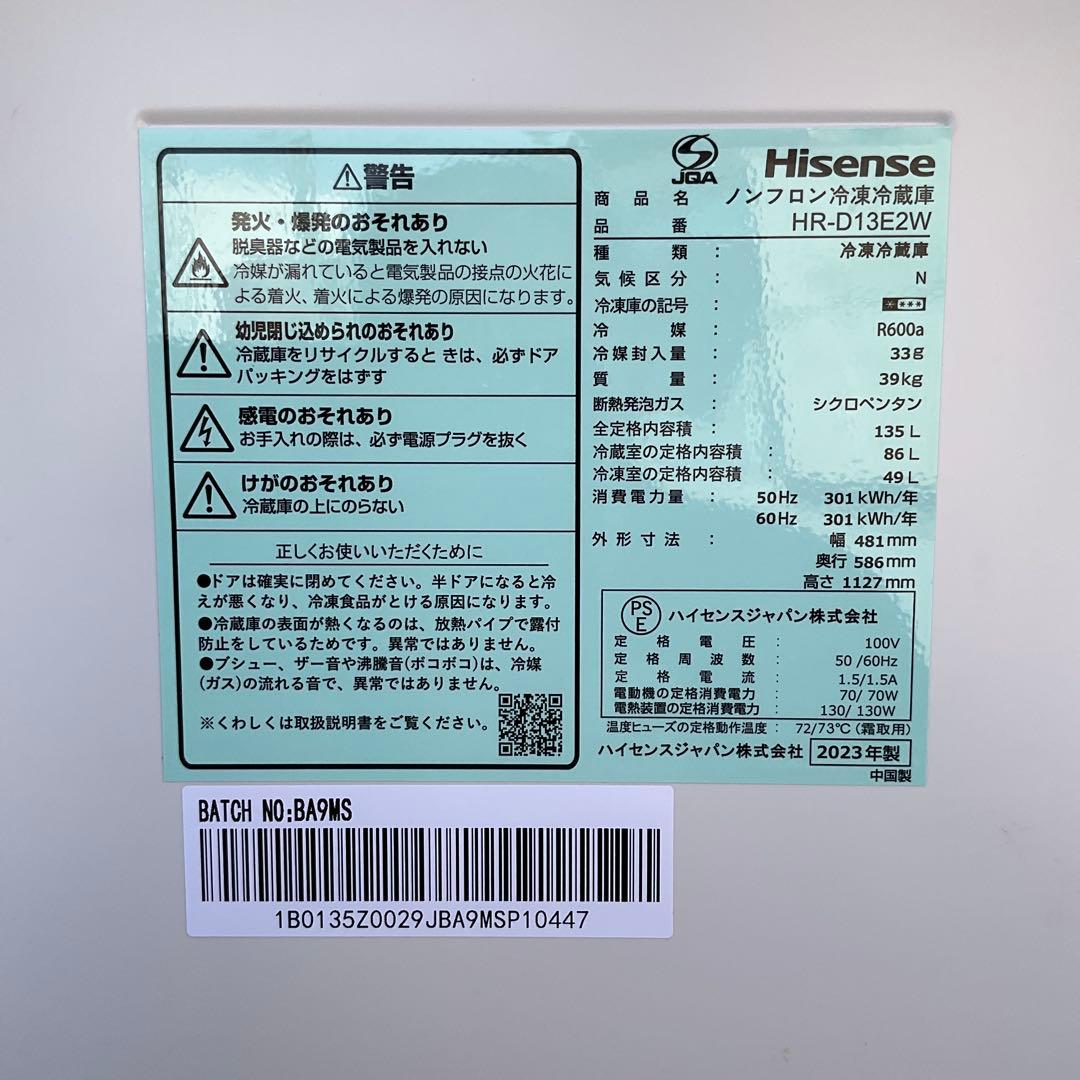 警告
発火・爆発のおそれあり
脱臭器などの電気製品を入れない
冷媒が漏れていると電気製品の接点の火花に
よる着火、着火による爆発の原因になります。
幼児閉じ込められのおそれあり
冷蔵庫をリサイクルすると きは、必ずドア
パッキングをはずす
感電のおそれあり
お手入れの際は、必ず電源プラグを抜く
けがのおそれあり
冷蔵庫の上にのらない
正しくお使いいただくために
●ドアは確実に閉めてください。半ドアになると冷
えが悪くなり、冷凍食品がとける原因になります。
●冷蔵庫の表面が熱くなるのは、放熱パイプで露付
防止をしているためです。異常ではありません。
●ブシュー、ザー音や沸騰音(ボコボコ)は、冷媒
(ガス)の流れる音で、異常ではありません。
※くわしくは取扱説明書をご覧ください。
JQA
Hisense
商品名 ノンフロン冷凍冷蔵庫
品番 HR-D13E2W
種類 : 冷凍冷蔵庫
気候区分 : N
冷凍庫の記号 : ****
冷媒 : R600a
冷媒封入量 : 33g
質量 : 39kg
断熱発泡ガス : シクロペンタン
全定格内容積 : 135L
冷蔵室の定格内容積 : 86L
冷凍室の定格内容積 : 49L
消費電力量 : 50Hz 301kWh/年
60Hz 301kWh/年
外形寸法 : 幅 481mm
奥行 586mm
高さ 1127mm
PSE ハイセンスジャパン株式会社
定格電圧 : 100V
定格周波数 : 50/60Hz
定格電流 : 1.5/1.5A
電動機の定格消費電力 : 70/ 70W
電熱装置の定格消費電力 : 130/ 130W
温度ヒューズの定格動作温度 : 72/73℃(霜取用)
ハイセンスジャパン株式会社 2023年製
中国製
BATCH NO:BA9MS
1B0135Z0029JBA9MSP10447